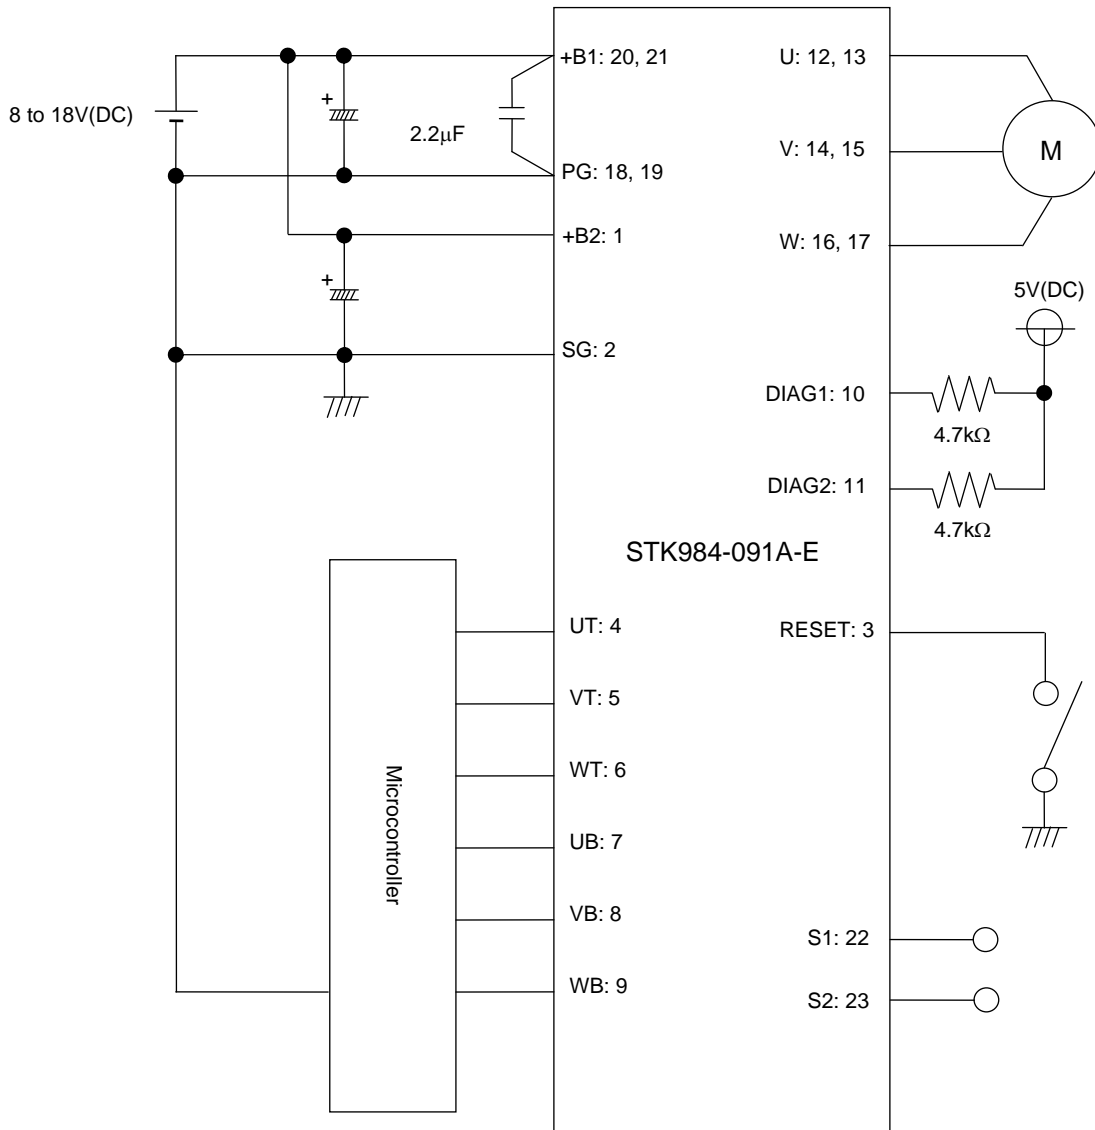 +B1: 20, 21
U: 12, 13
8 to 18V(DC)
+
2.2μF
V: 14, 15
M
PG: 18, 19
+B2: 1
W: 16, 17
+
5V(DC)
SG: 2
DIAG1: 10
4.7kΩ
DIAG2: 11
4.7kΩ
STK984-091A-E
UT: 4
RESET: 3
VT: 5
WT: 6
Microcontroller
UB: 7
VB: 8
S1: 22
WB: 9
S2: 23